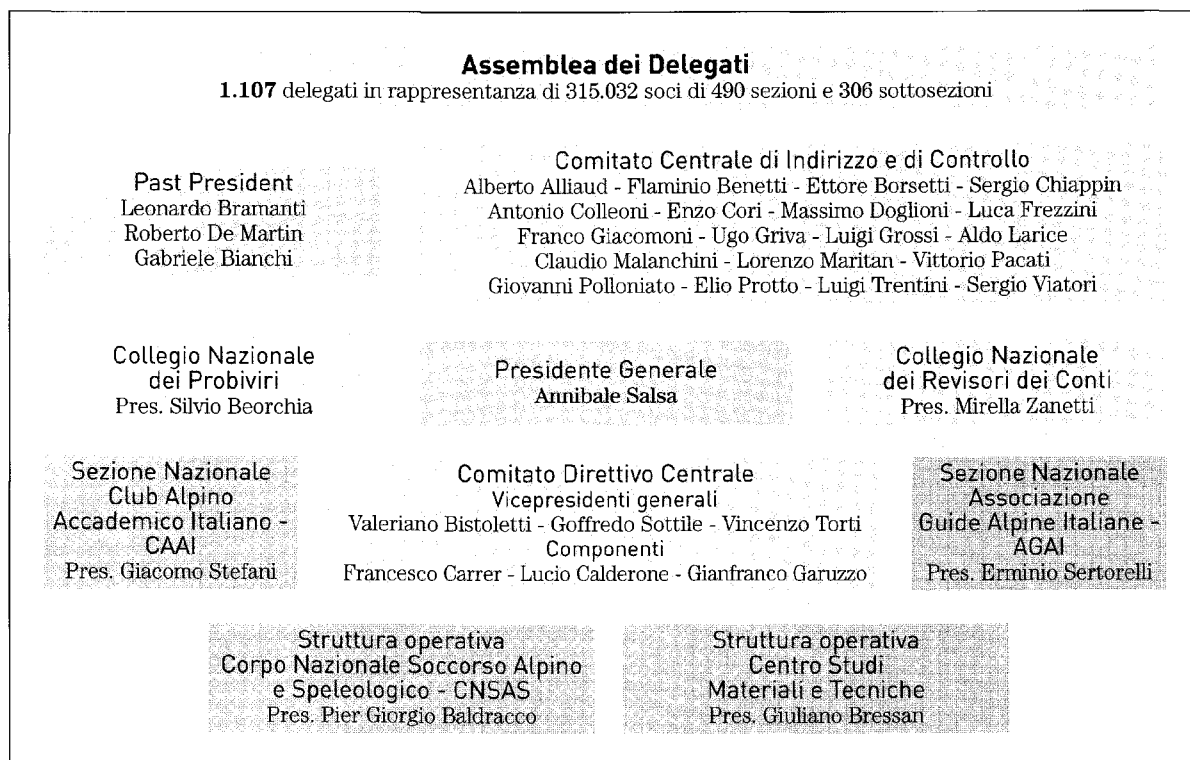 Assemblea dei Delegati
1.107 delegati in rappresentanza di 315.032 soci di 490 sezioni e 306 sottosezioni
Past President
Leonardo Bramanti
Roberto De Martin
Gabriele Bianchi
Comitato Centrale di Indirizzo e di Controllo
Alberto Alliaud - Flaminio Benetti - Ettore Borsetti - Sergio Chiappin
Antonio Colleoni - Enzo Cori - Massimo Doglioni - Luca Frezzini
Franco Giacomoni - Ugo Griva - Luigi Grossi - Aldo Larice
Claudio Malanchini - Lorenzo Maritan - Vittorio Pacati
Giovanni Polloniato - Elio Protto - Luigi Trentini - Sergio Viatori
Collegio Nazionale
dei Probiviri
Pres. Silvio Beorchia
Presidente Generale
Annibale Salsa
Collegio Nazionale
dei Revisori dei Conti
Pres. Mirella Zanetti
Sezione Nazionale
Club Alpino
Accademico Italiano -
CAAI
Pres. Giacomo Stefani
Comitato Direttivo Centrale
Vicepresidenti generali
Valeriano Bistoletti - Goffredo Sottile - Vincenzo Torti
Componenti
Francesco Carrer - Lucio Calderone - Gianfranco Garuzzo
Sezione Nazionale
Associazione
Guide Alpine Italiane -
AGAI
Pres. Erminio Sertorelli
Struttura operativa
Corpo Nazionale Soccorso Alpino
e Speleologico - CNSAS
Pres. Pier Giorgio Baldracco
Struttura operativa
Centro Studi
Materiali e Tecniche
Pres. Giuliano Bressan